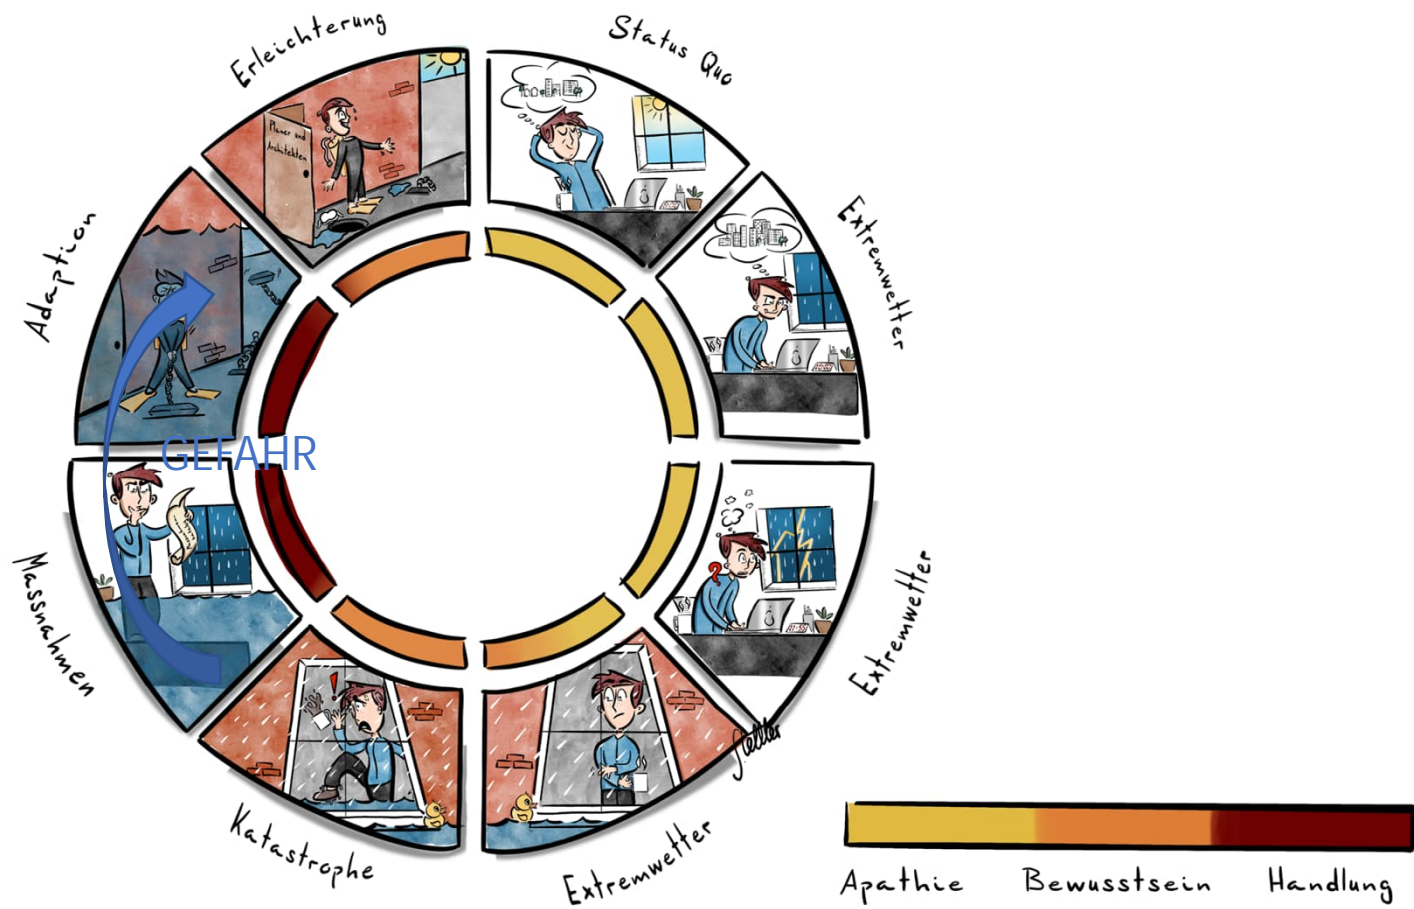 Erleichterung
Status Quo
Planer und
Architekten
Extremwetter
Adaption
GEFAHR
Extremwetter
Massnahmen
Katastrophe
Extremwetter
Apathie
Bewusstsein
Handlung